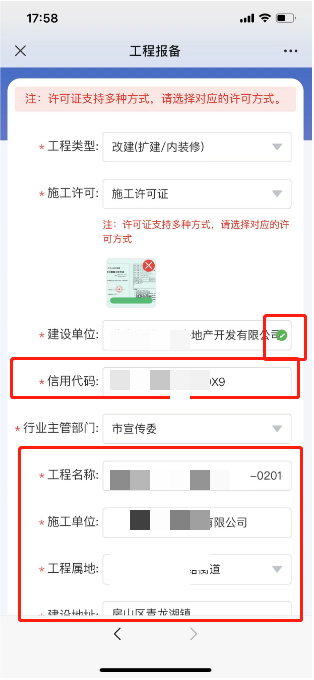 17:58
工程报备
注：许可证支持多种方式，请选择对应的许可方式。
*工程类型: 改建(扩建/内装修)
*施工许可: 施工许可证
注：许可证支持多种方式，请选择对应的许可方式
*建设单位: 地产开发有限公司
*信用代码: 0X9
*行业主管部门: 市宣传委
*工程名称: -0201
*施工单位: 有限公司
*工程属地: 街道
*建设地址: 房山区青龙湖镇